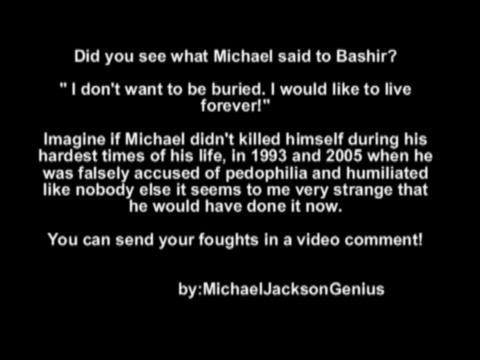 Did you see what Michael said to Bashir?
" I don't want to be buried. I would like to live
forever!"
Imagine if Michael didn't killed himself during his
hardest times of his life, in 1993 and 2005 when he
was falsely accused of pedophilia and humiliated
like nobody else it seems to me very strange that
he would have done it now.
You can send your foughts in a video comment!
by:MichaelJacksonGenius